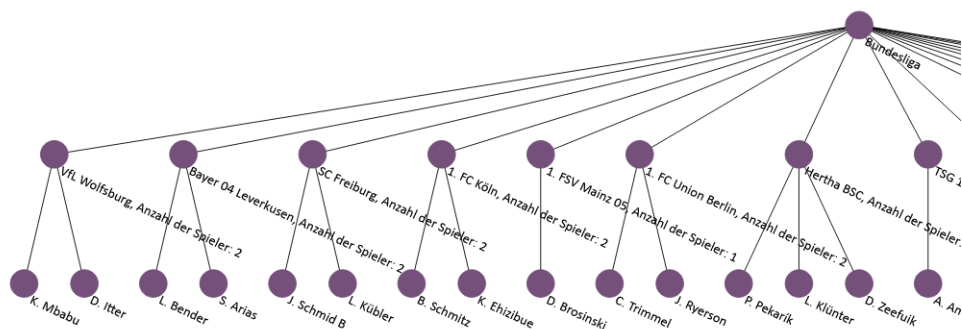 Bundesliga
VfL Wolfsburg, Anzahl der Spieler: 2
Bayer 04 Leverkusen, Anzahl der Spieler: 2
SC Freiburg, Anzahl der Spieler: 2
1. FC Köln, Anzahl der Spieler: 2
1. FSV Mainz 05, Anzahl der Spieler: 1
1. FC Union Berlin, Anzahl der Spieler: 2
Hertha BSC, Anzahl der Spieler:
TSG 1
K. Mbabu
D. Itter
L. Bender
S. Arias
J. Schmid B
L. Kübler
B. Schmitz
K. Ehizibue
D. Brosinski
C. Trimmel
J. Ryerson
P. Pekarík
L. Klünter
D. Zeefuik